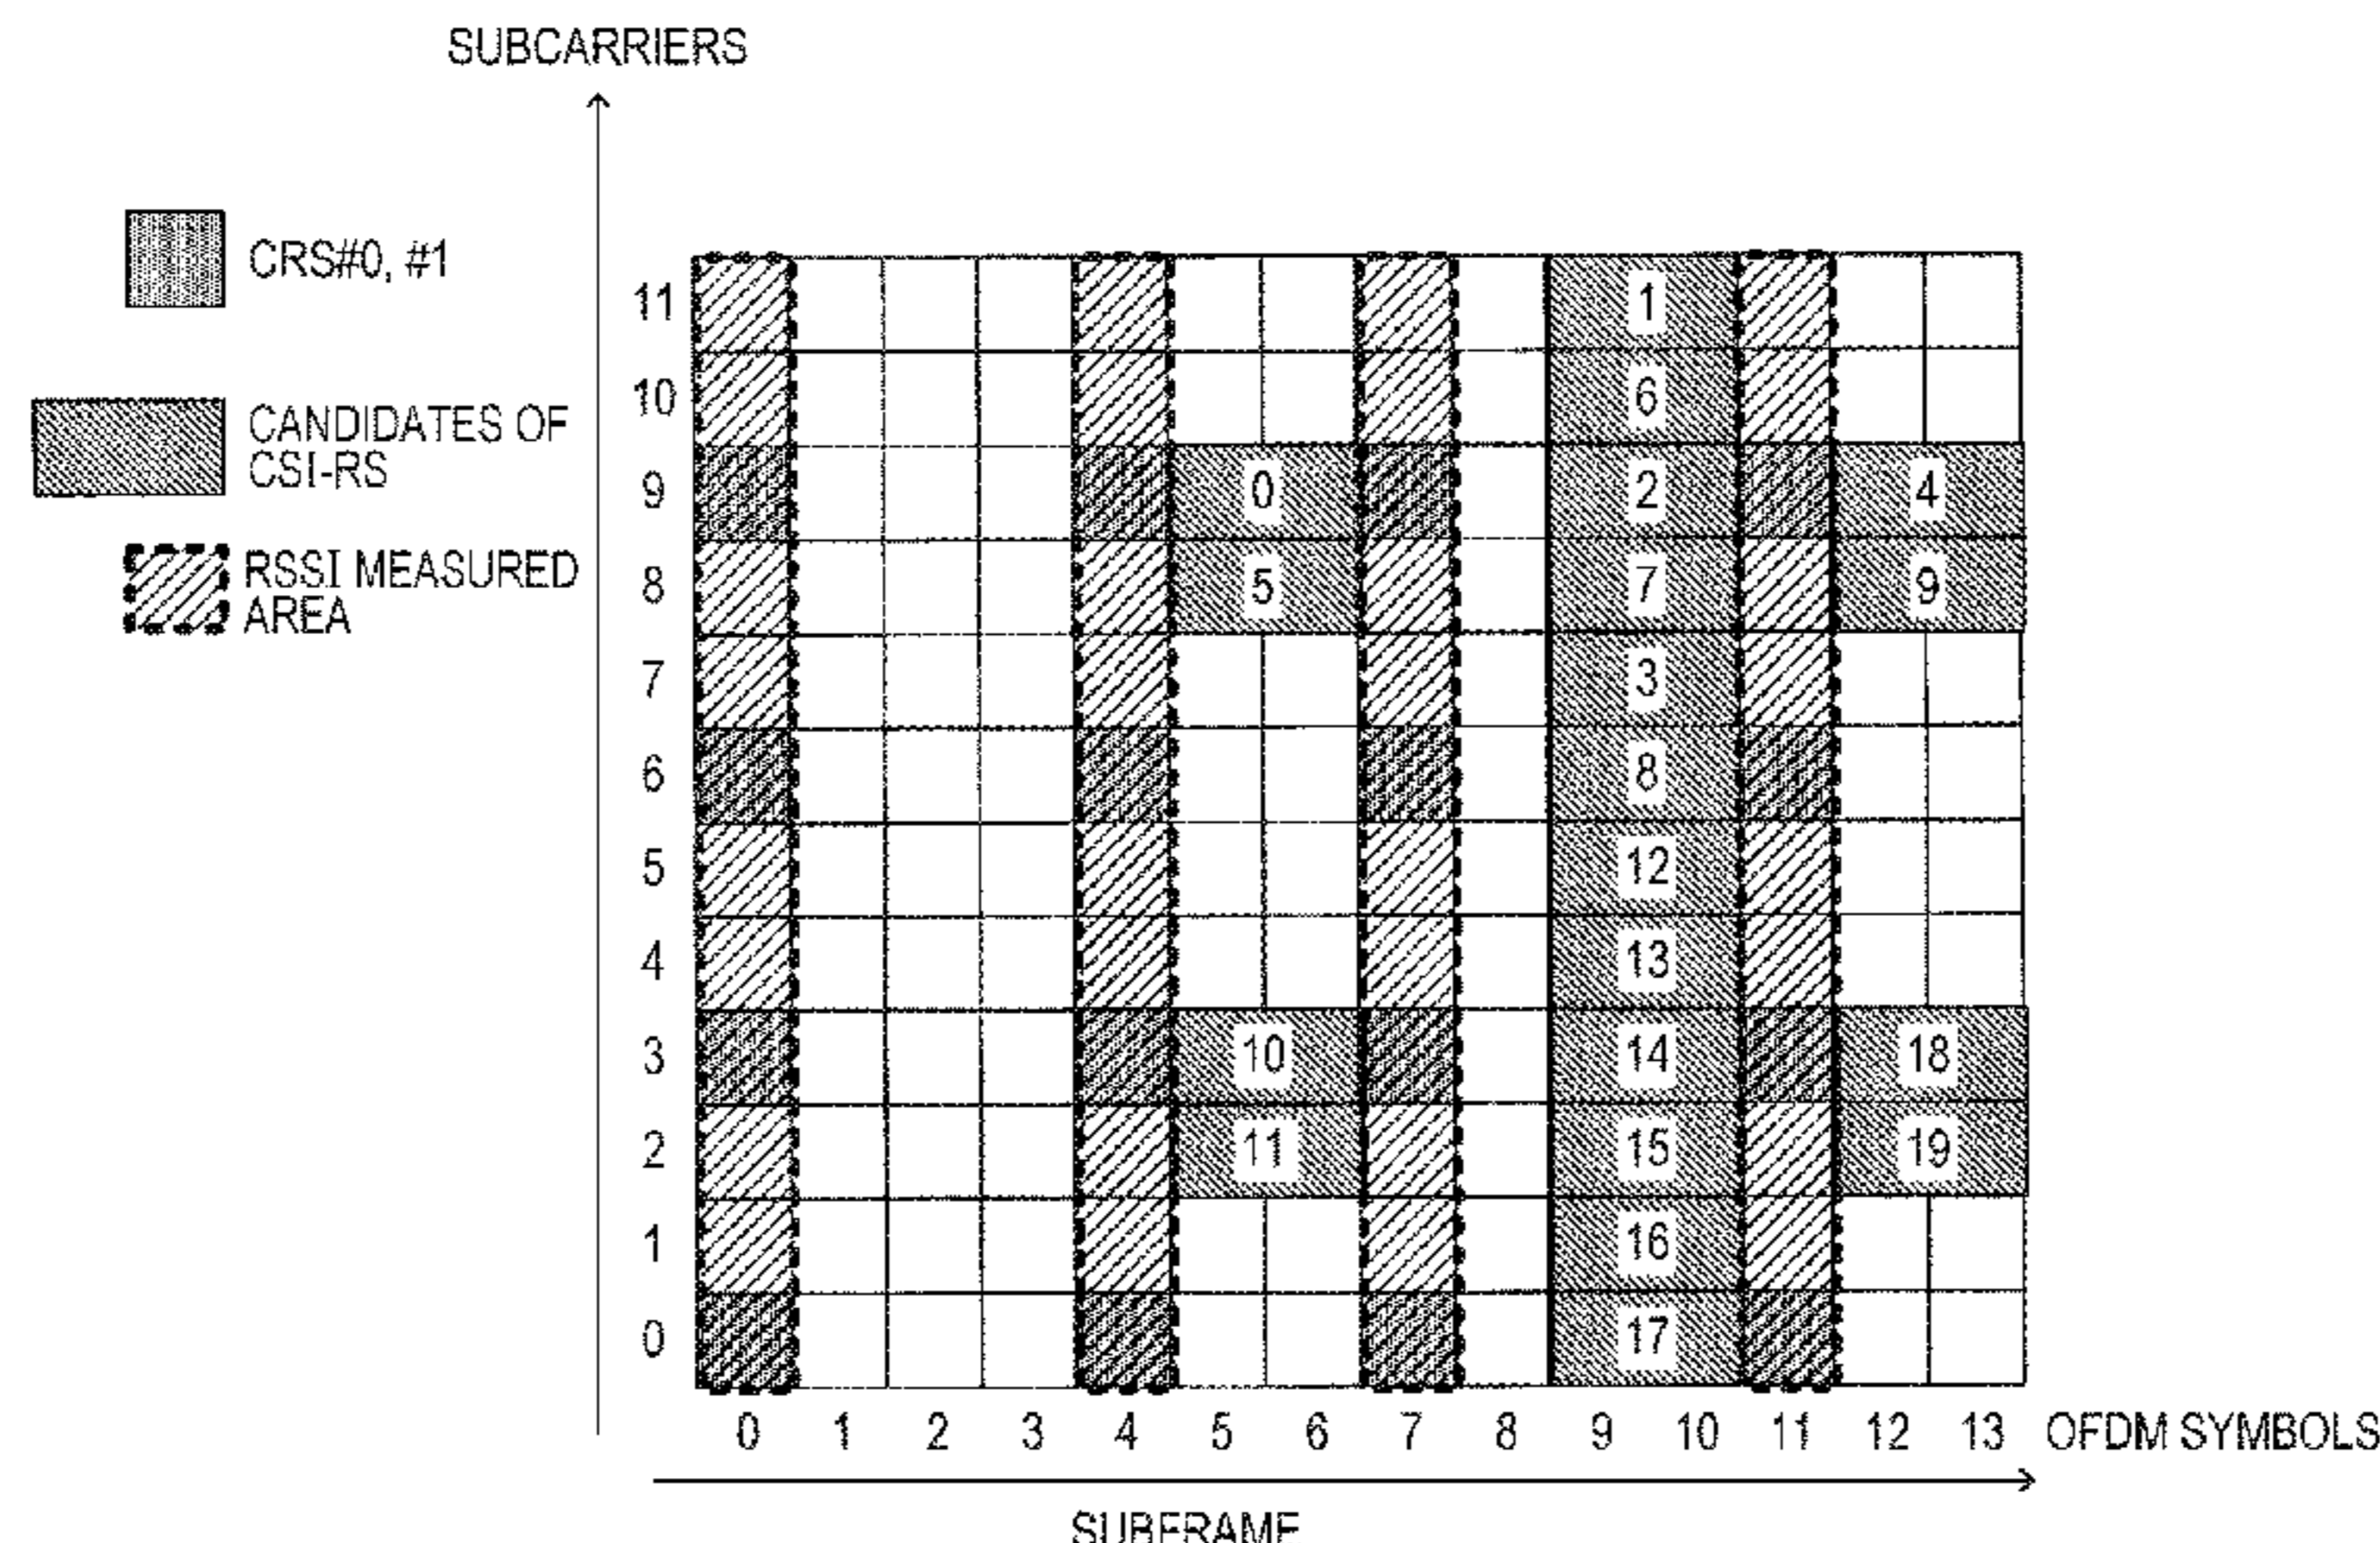 SUBCARRIERS
CRS#0, #1
CANDIDATES OF
CSI-RS
RSSI MEASURED
AREA
11 1
10 6
9 0 2 4
8 5 7 9
7 3
6 8
5 12
4 13
3 10 14 18
2 11 15 19
1 16
0 17
0 1 2 3 4 5 6 7 8 9 10 11 12 13 OFDM SYMBOLS
SUBFRAME